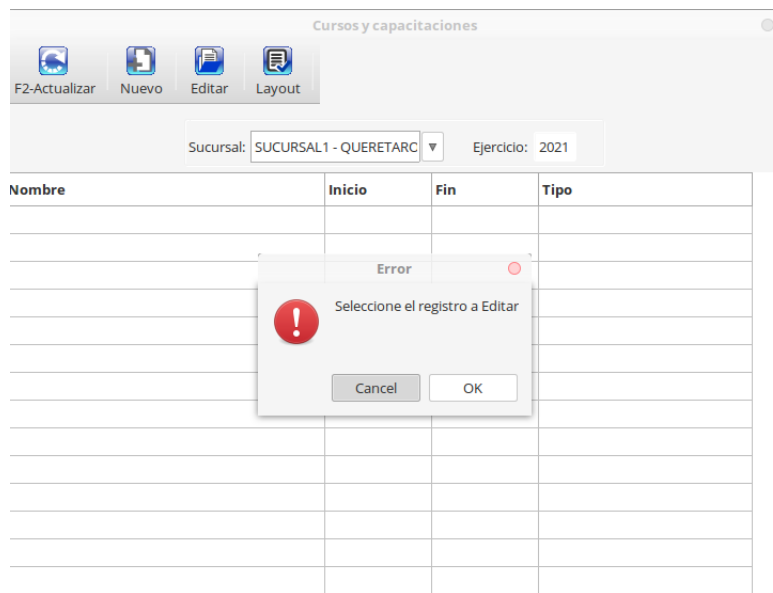 Cursos y capacitaciones
F2-Actualizar Nuevo Editar Layout
Sucursal: SUCURSAL1 - QUERETARO Ejercicio: 2021
Nombre Inicio Fin Tipo
Error
Seleccione el registro a Editar
Cancel OK